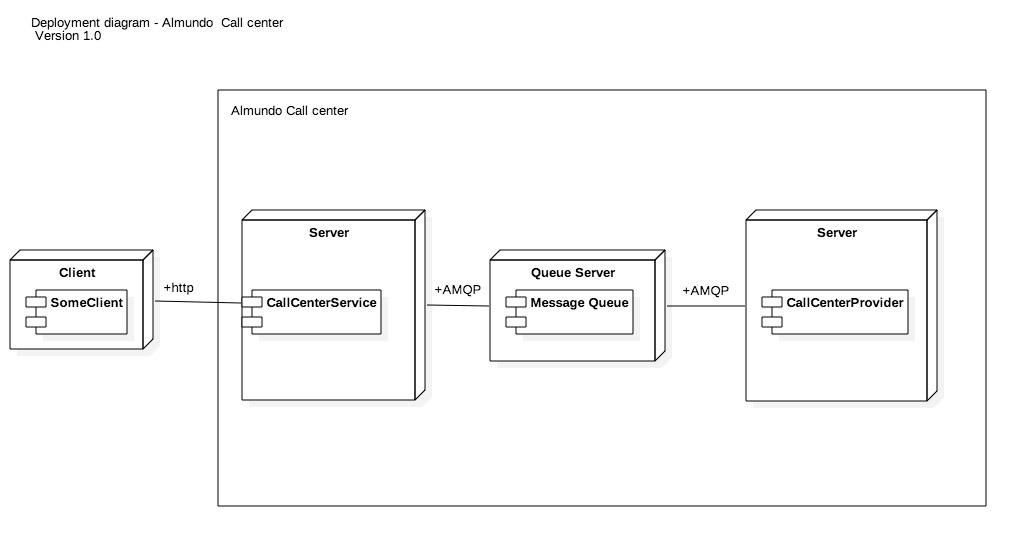 Deployment diagram - Almundo  Call center
Version 1.0
Almundo Call center
Client
SomeClient
+http
Server
CallCenterService
+AMQP
Queue Server
Message Queue
+AMQP
Server
CallCenterProvider